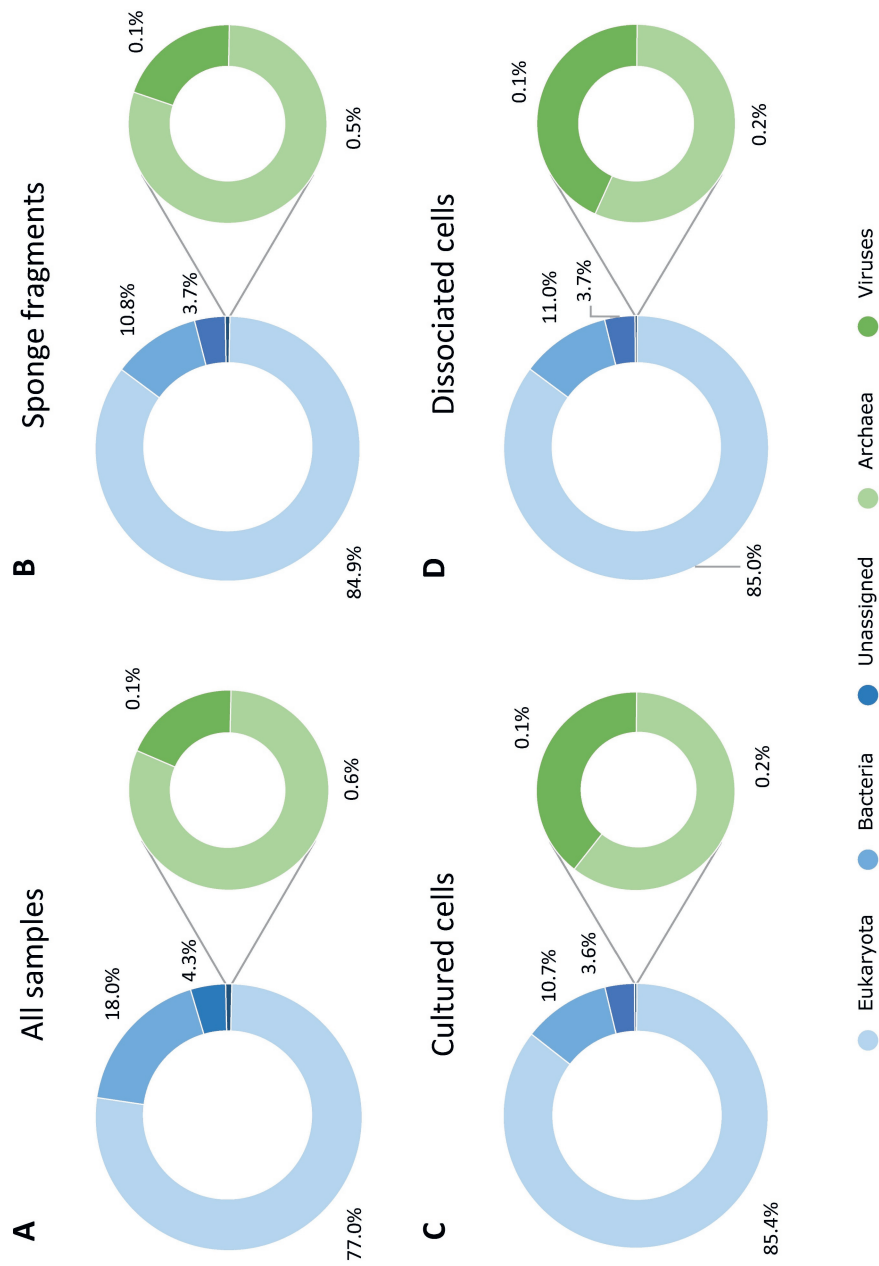 A
All samples
18.0%
4.3%
0.1%
0.6%
77.0%
B
Sponge fragments
10.8%
3.7%
0.1%
0.5%
84.9%
C
Cultured cells
10.7%
3.6%
0.1%
0.2%
85.4%
D
Dissociated cells
11.0%
3.7%
0.1%
0.2%
85.0%
Eukaryota Bacteria Unassigned Archaea Viruses